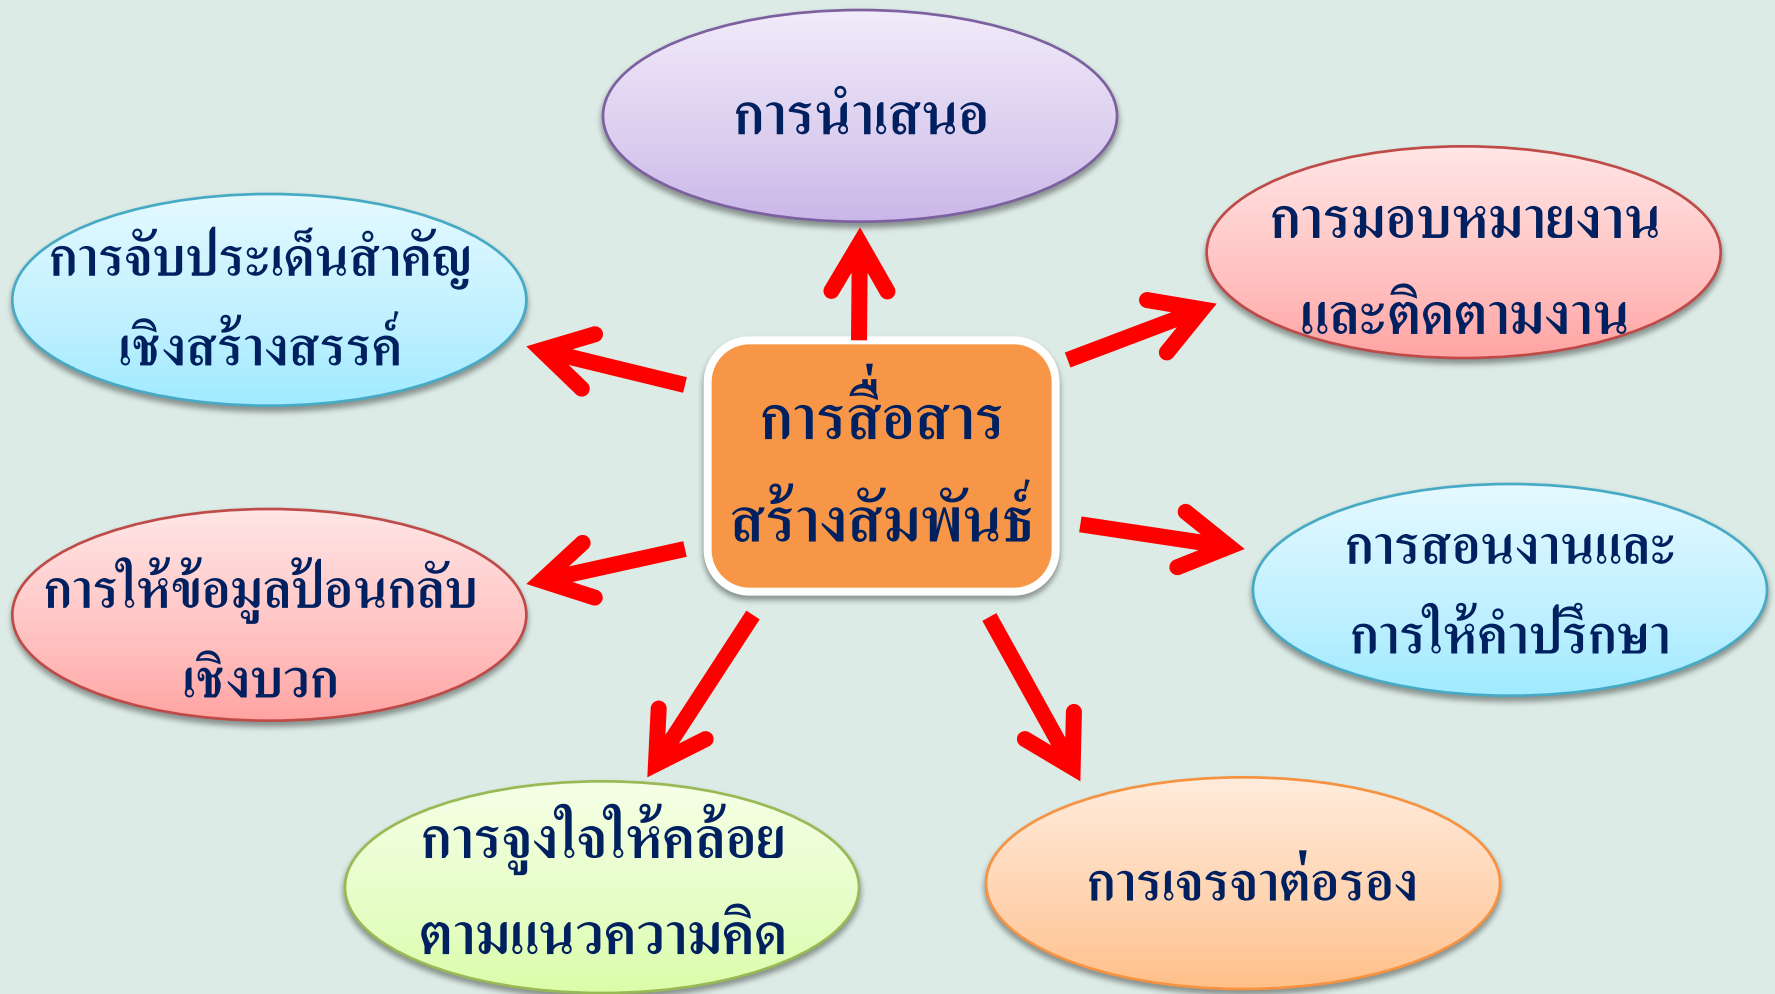 การนำเสนอ
การมอบหมายงาน
และติดตามงาน
การจับประเด็นสำคัญ
เชิงสร้างสรรค์
การสื่อสาร
สร้างสัมพันธ์
การสอนงานและ
การให้คำปรึกษา
การให้ข้อมูลป้อนกลับ
เชิงบวก
การจูงใจให้คล้อย
ตามแนวความคิด
การเจรจาต่อรอง